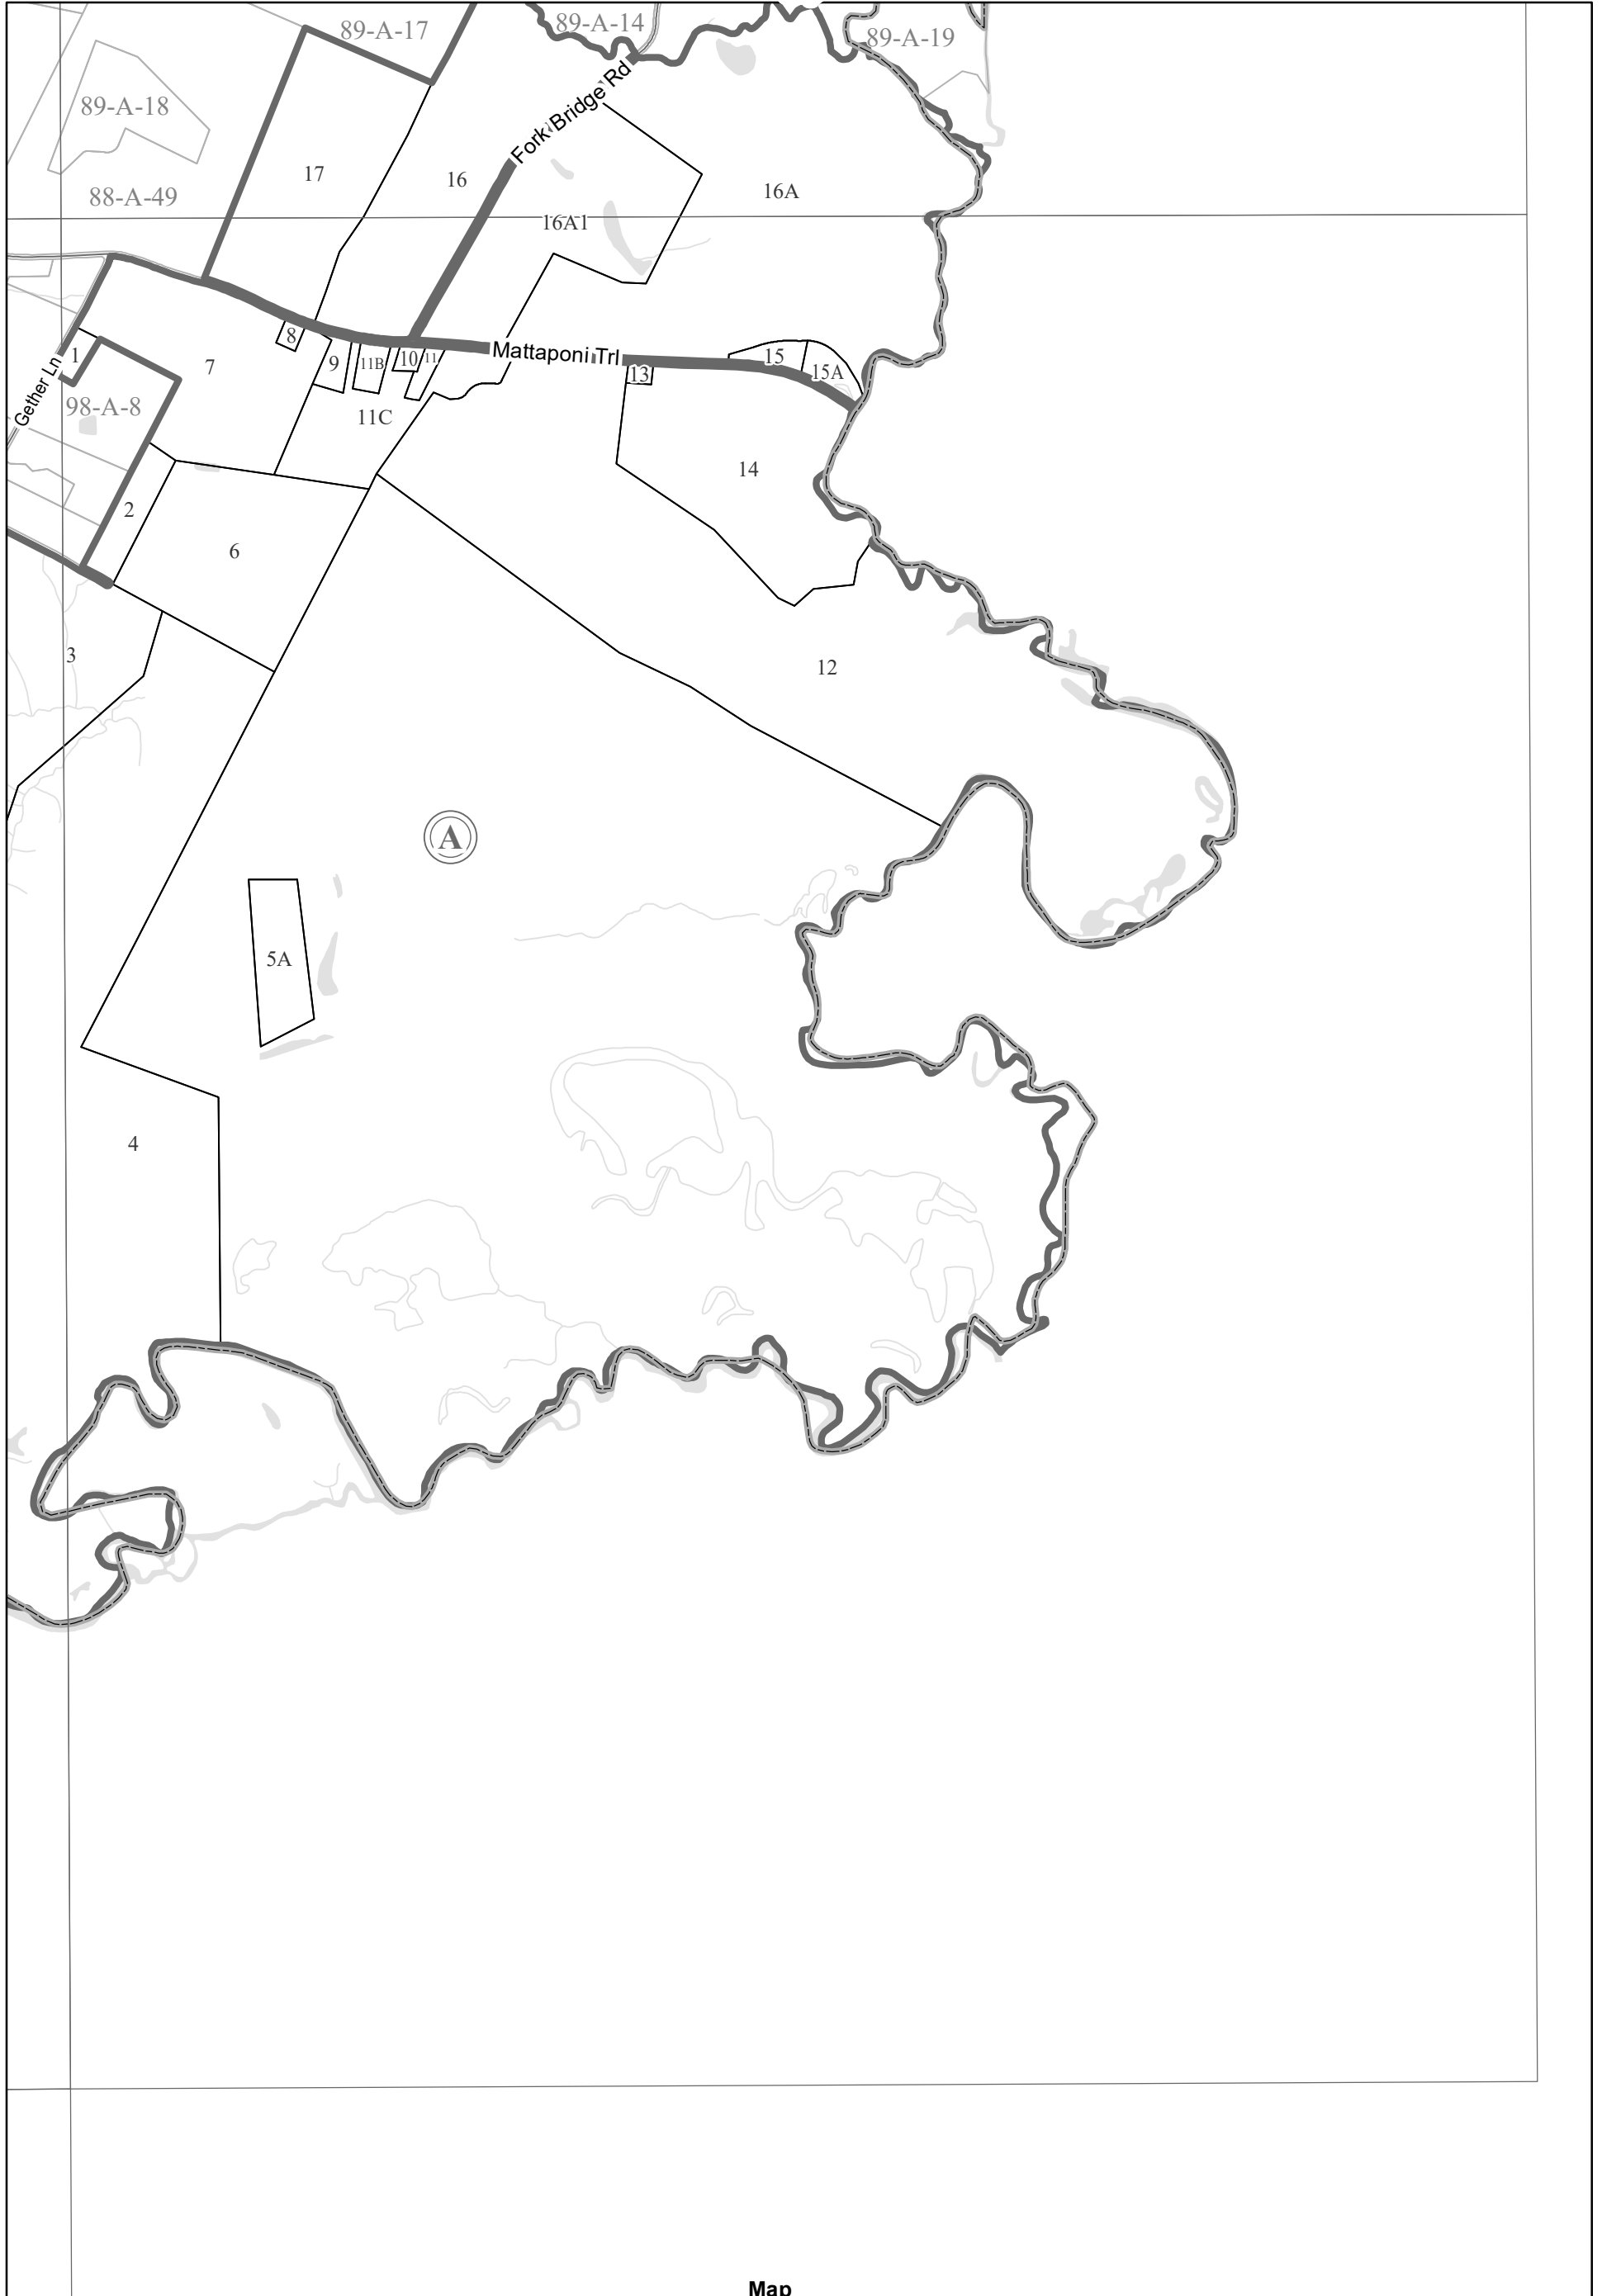 89-A-17
89-A-14
89-A-19
89-A-18
Fork Bridge Rd
17
16
16A
88-A-49
16A1
8
1
7
9
11B
10
11
Mattaponi Trl
13
15
15A
Gether Ln
98-A-8
11C
14
2
6
3
12
A
5A
4
Map